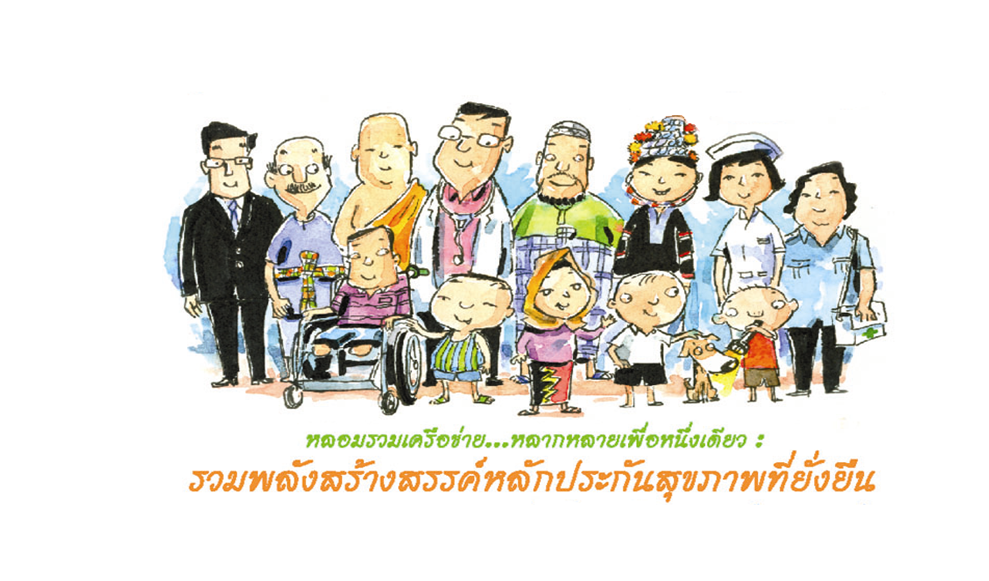 หลอมรวมเครือข่าย...หลากหลายเพื่อหนึ่งเดียว :
รวมพลังสร้างสรรค์หลักประกันสุขภาพที่ยั่งยืน